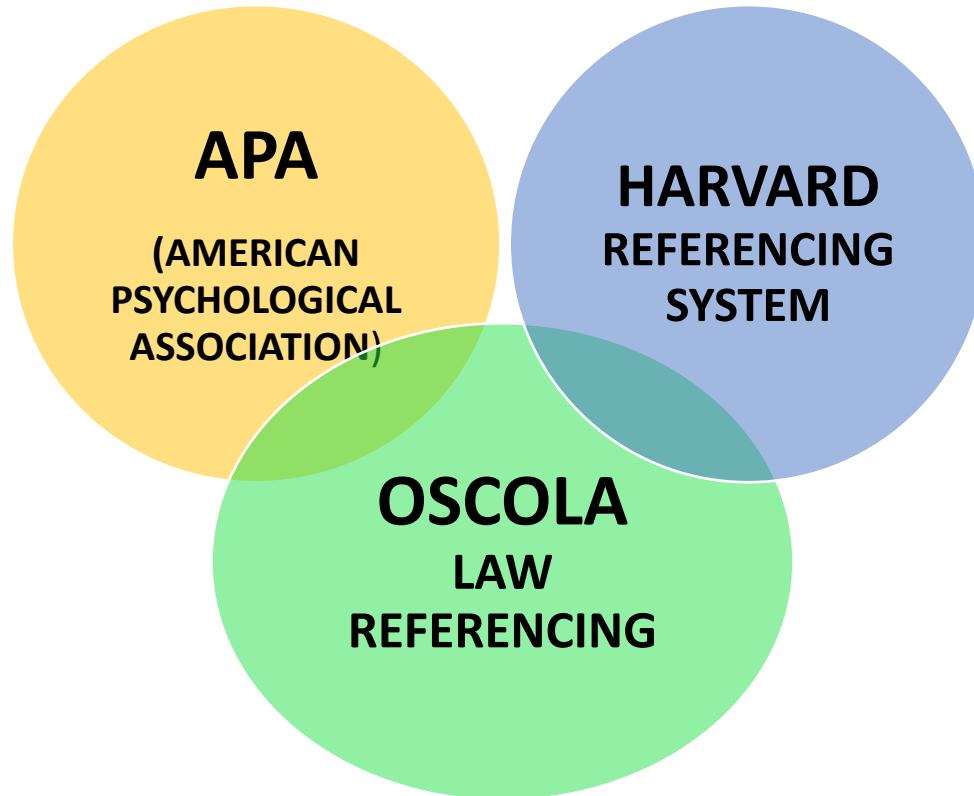 APA
(AMERICAN
PSYCHOLOGICAL
ASSOCIATION)
HARVARD
REFERENCING
SYSTEM
OSCOLA
LAW
REFERENCING